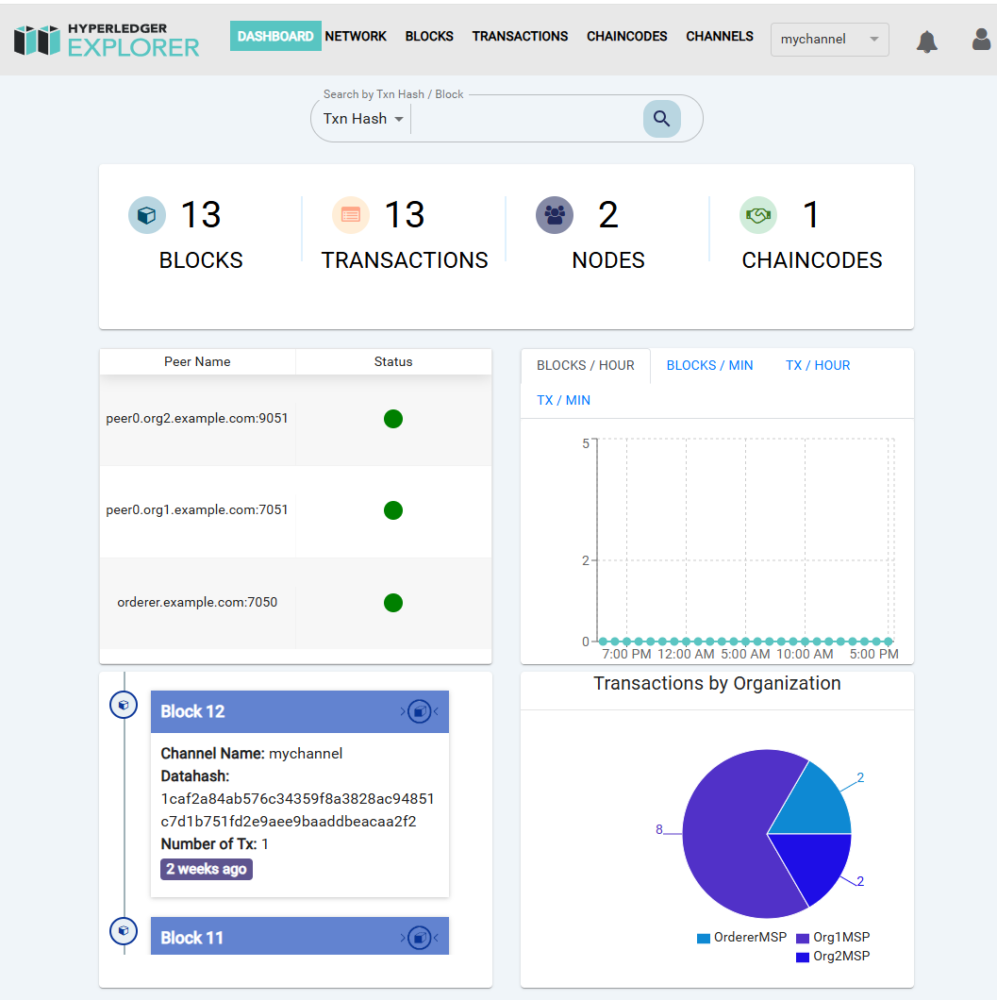 HYPERLEDGER
EXPLORER
DASHBOARD NETWORK BLOCKS TRANSACTIONS CHAINCODES CHANNELS mychannel
Search by Txn Hash / Block
Txn Hash
13 13 2 1
BLOCKS TRANSACTIONS NODES CHAINCODES
Peer Name Status
peer0.org2.example.com:9051
peer0.org1.example.com:7051
orderer.example.com:7050
BLOCKS / HOUR BLOCKS / MIN TX / HOUR
TX / MIN
5
2
0
7:00 PM 12:00 AM 5:00 AM 10:00 AM 5:00 PM
Block 12
Channel Name: mychannel
Datahash:
1caf2a84ab576c34359f8a3828ac94851
c7d1b751fd2e9aee9baaddbeacaa2f2
Number of Tx: 1
2 weeks ago
Block 11
Transactions by Organization
2
8
2
OrdererMSP Org1MSP
Org2MSP